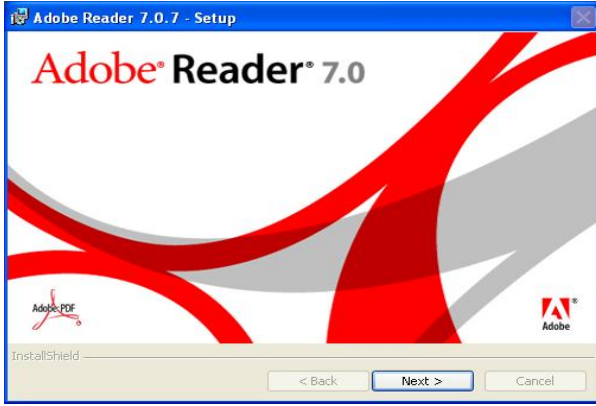 Adobe Reader 7.0.7 - Setup
Adobe® Reader® 7.0
Adobe PDF
Adobe
InstallShield
< Back
Next >
Cancel